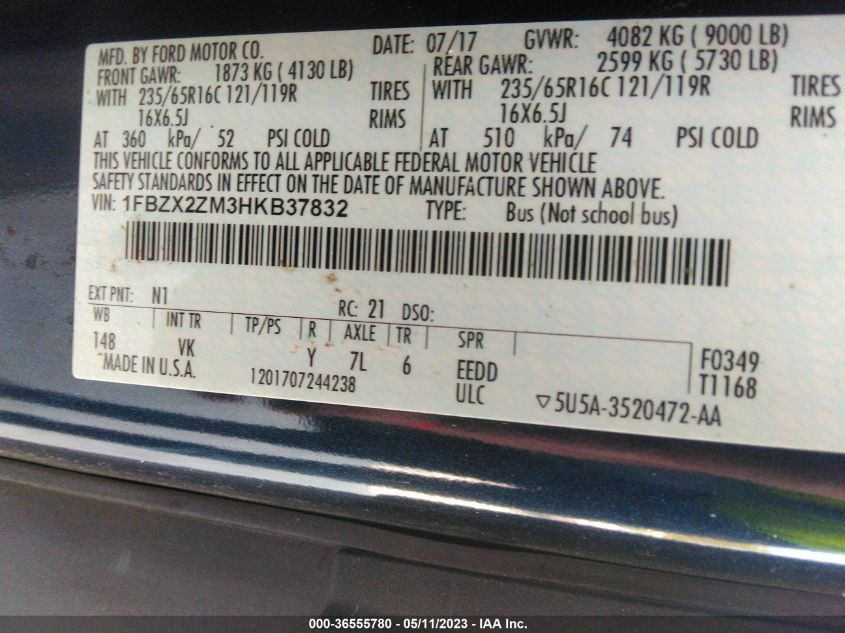 MFD. BY FORD MOTOR CO. DATE: 07/17 GVWR: 4082 KG ( 9000 LB)
FRONT GAWR: 1873 KG ( 4130 LB) REAR GAWR: 2599 KG ( 5730 LB)
WITH 235/65R16C 121/119R TIRES WITH 235/65R16C 121/119R TIRES
16X6.5J RIMS 16X6.5J RIMS
AT 360 kPa/ 52 PSI COLD AT 510 kPa/ 74 PSI COLD
THIS VEHICLE CONFORMS TO ALL APPLICABLE FEDERAL MOTOR VEHICLE
SAFETY STANDARDS IN EFFECT ON THE DATE OF MANUFACTURE SHOWN ABOVE.
VIN: 1FBZX2ZM3HKB37832 TYPE: Bus (Not school bus)
EXT PNT: N1 RC: 21 DSO:
WB INT TR TP/PS R AXLE TR SPR
148 VK Y 7L 6 EEDD F0349
MADE IN U.S.A. 1201707244238 ULC T1168
▽5U5A-3520472-AA
000-36555780 - 05/11/2023 - IAA Inc.